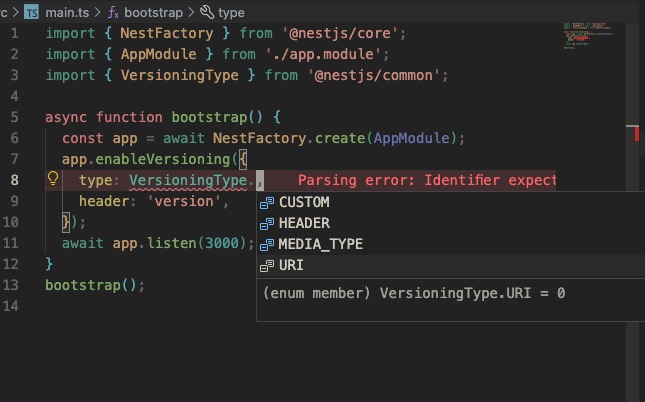 rc > TS main.ts > bootstrap > type
1 import { NestFactory } from '@nestjs/core';
2 import { AppModule } from './app.module';
3 import { VersioningType } from '@nestjs/common';
4
5 async function bootstrap() {
6 const app = await NestFactory.create(AppModule);
7 app.enableVersioning({
8 type: VersioningType., Parsing error: Identifier expect
9 header: 'version',
CUSTOM
10 });
HEADER
11 await app.listen(3000);
MEDIA_TYPE
12 }
URI
13 bootstrap();
(enum member) VersioningType.URI = 0
14